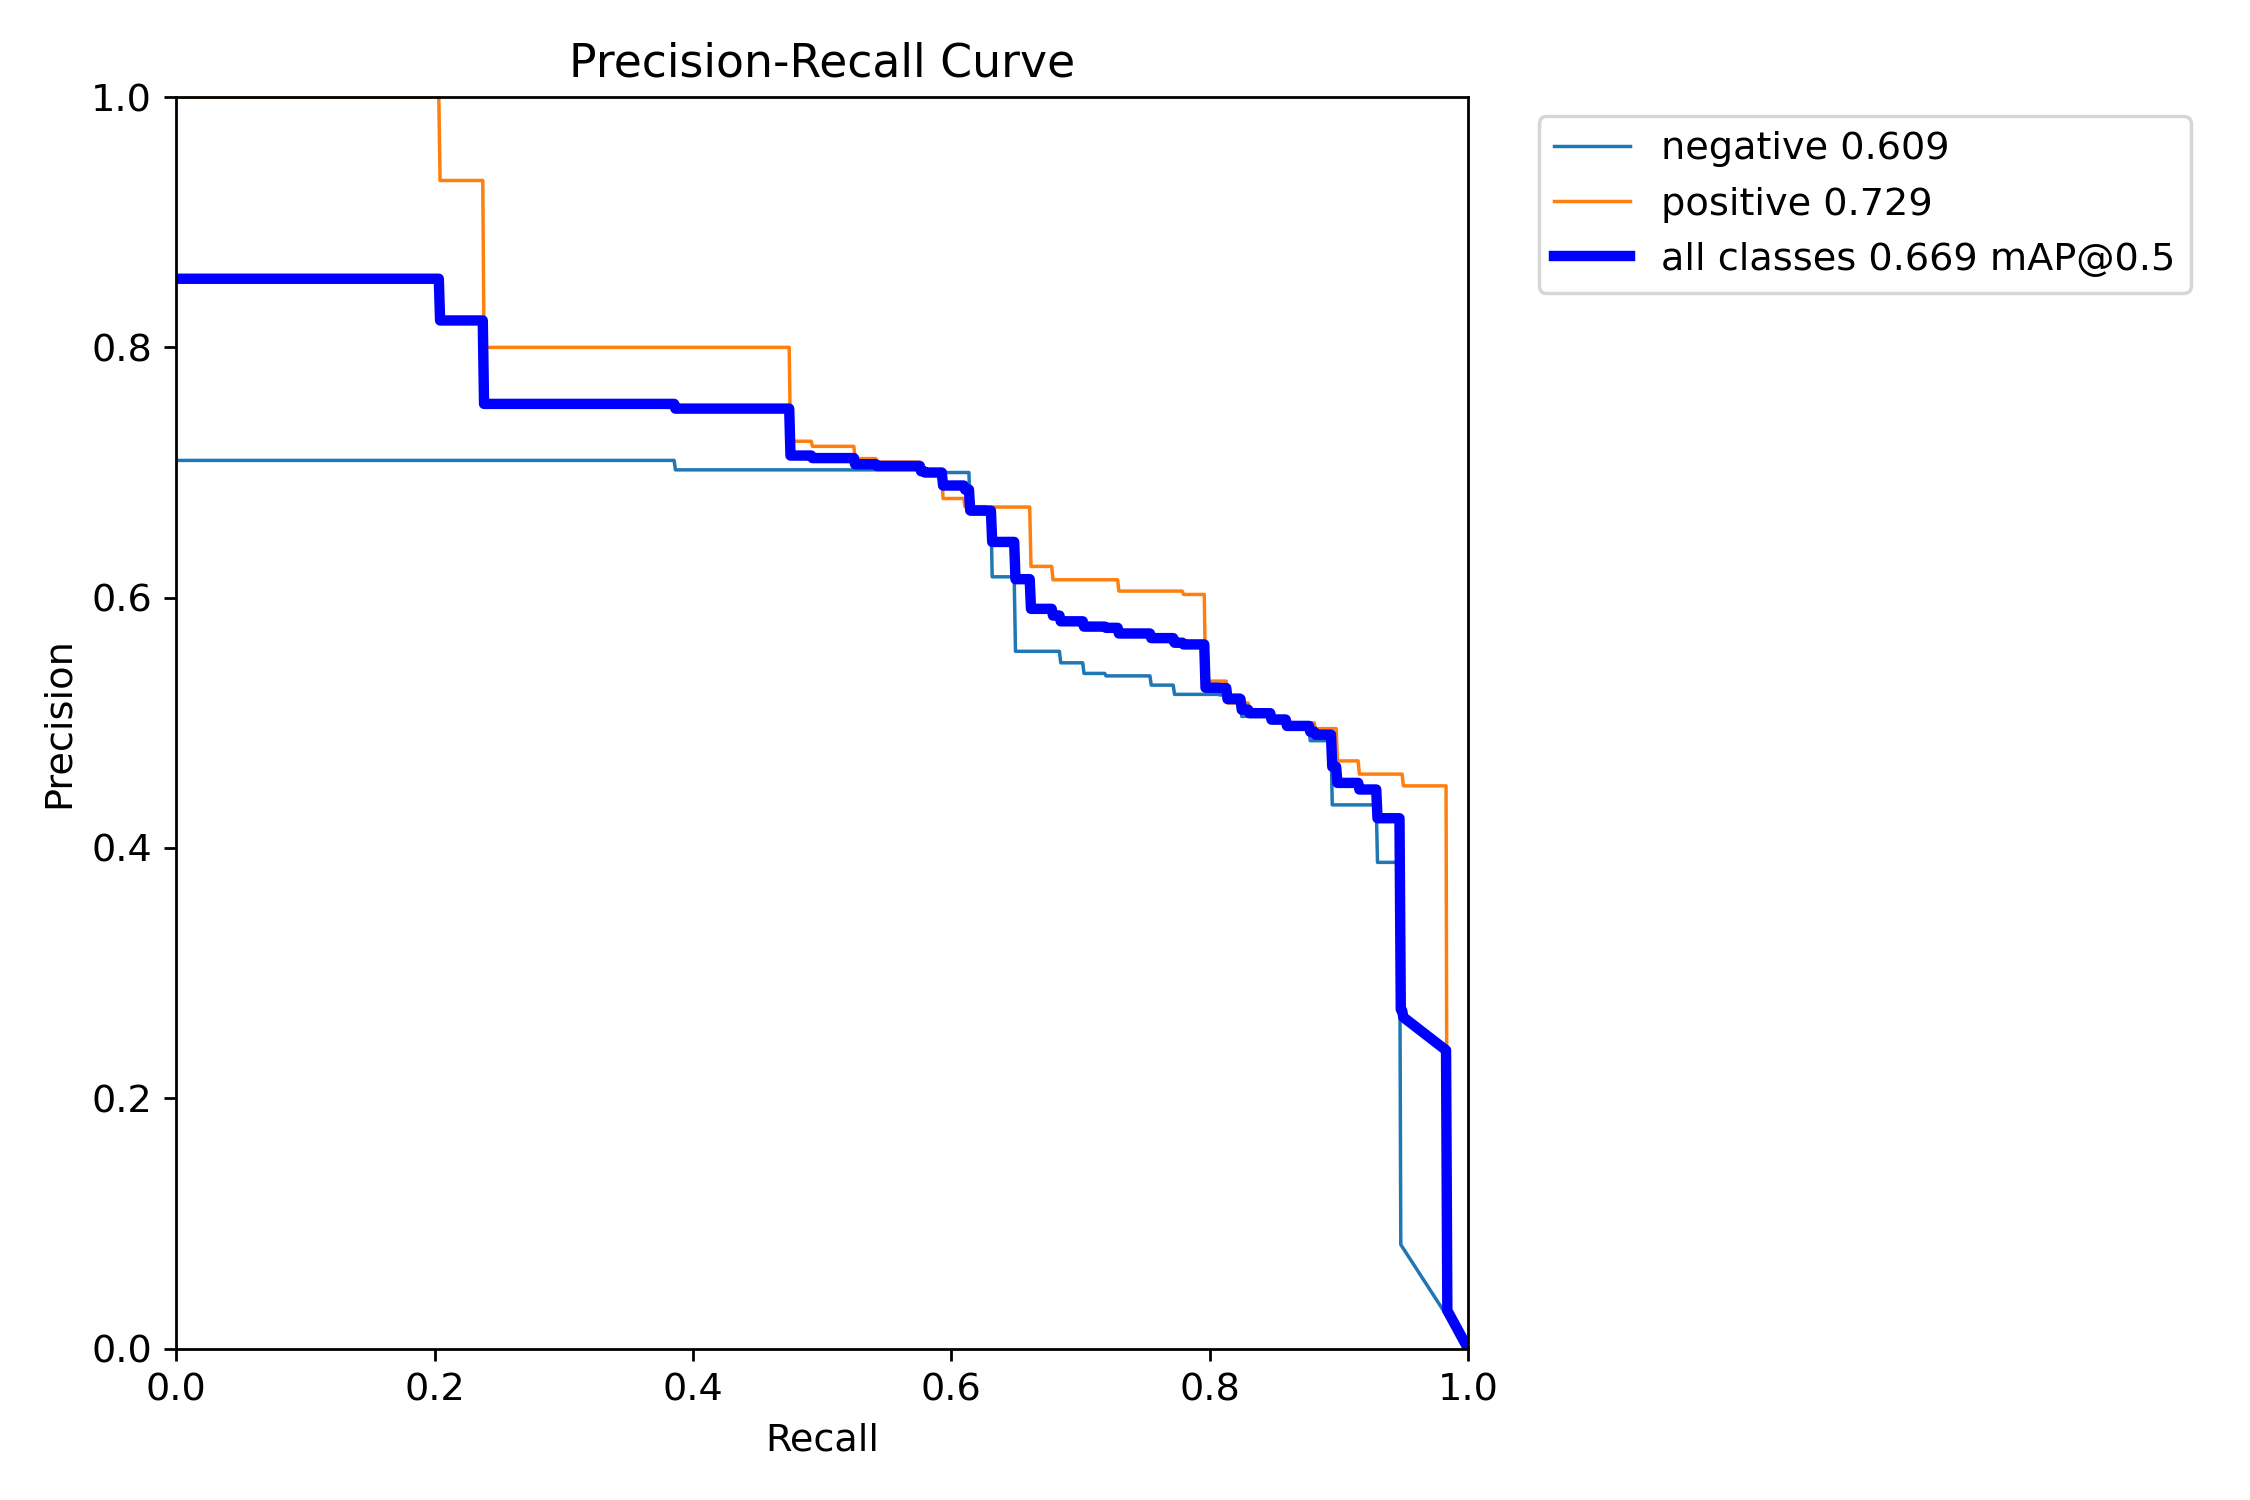 Precision-Recall Curve
1.0
0.8
0.6
0.4
0.2
0.0
Precision
0.0 0.2 0.4 0.6 0.8 1.0
Recall
negative 0.609
positive 0.729
all classes 0.669 mAP@0.5